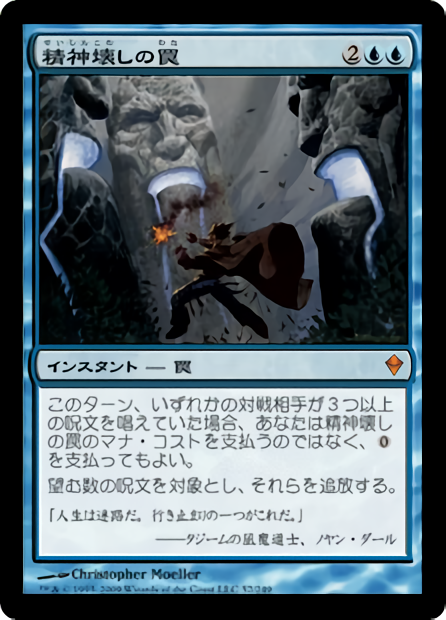 精神壊しの罠 2
インスタント — 罠
このターン、いずれかの対戦相手が3つ以上
の呪文を唱えていた場合、あなたは精神壊し
の罠のマナ・コストを支払うのではなく、0
を支払ってもよい。
望む数の呪文を対象とし、それらを追放する。
「人生は迷路だ。行き止まりの一つがこれだ。」
——タジームの凪魔道士、ノヤン・ダール
Christopher Moeller